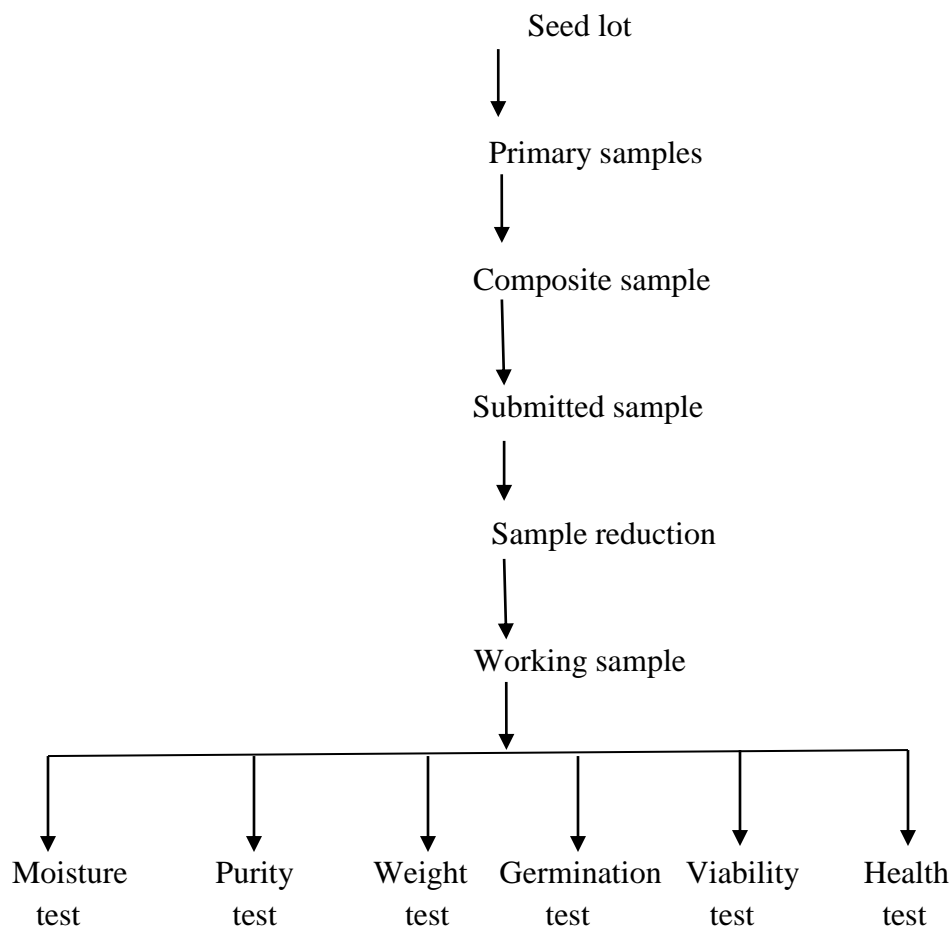 Seed lot
Primary samples
Composite sample
Submitted sample
Sample reduction
Working sample
Moisture test
Purity test
Weight test
Germination test
Viability test
Health test